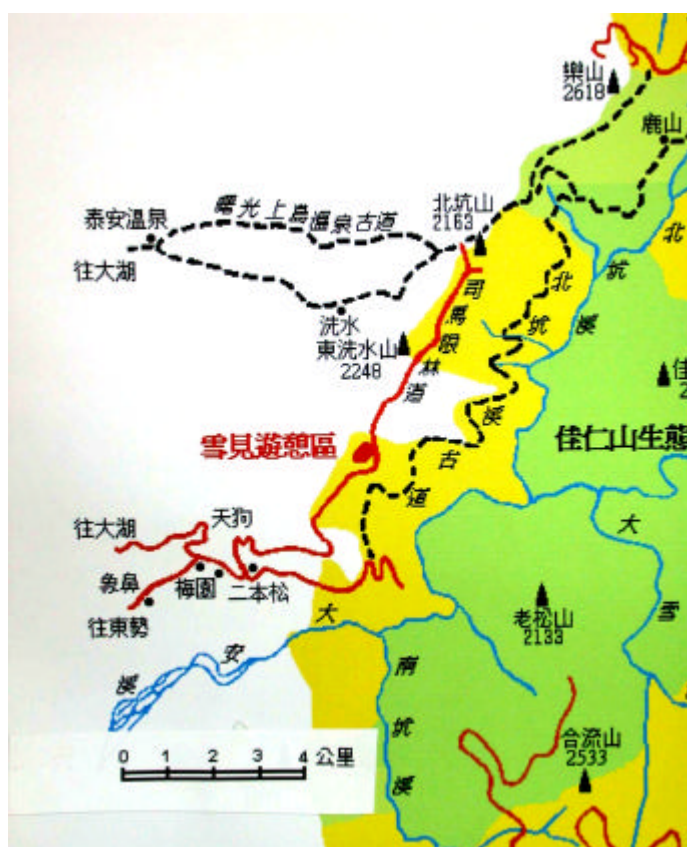 樂山
2618
鹿山
北坑山
2163
曙光上島溫泉古道
泰安溫泉
往大湖
洗水
東洗水山
2248
司馬限林道
北坑溪古道
北坑溪
佳
2
雪見遊憩區
佳仁山生態
天狗
往大湖
象鼻
梅園
二本松
往東勢
大安溪
大雪
老松山
2133
南坑溪
合流山
2533
0 1 2 3 4 公里